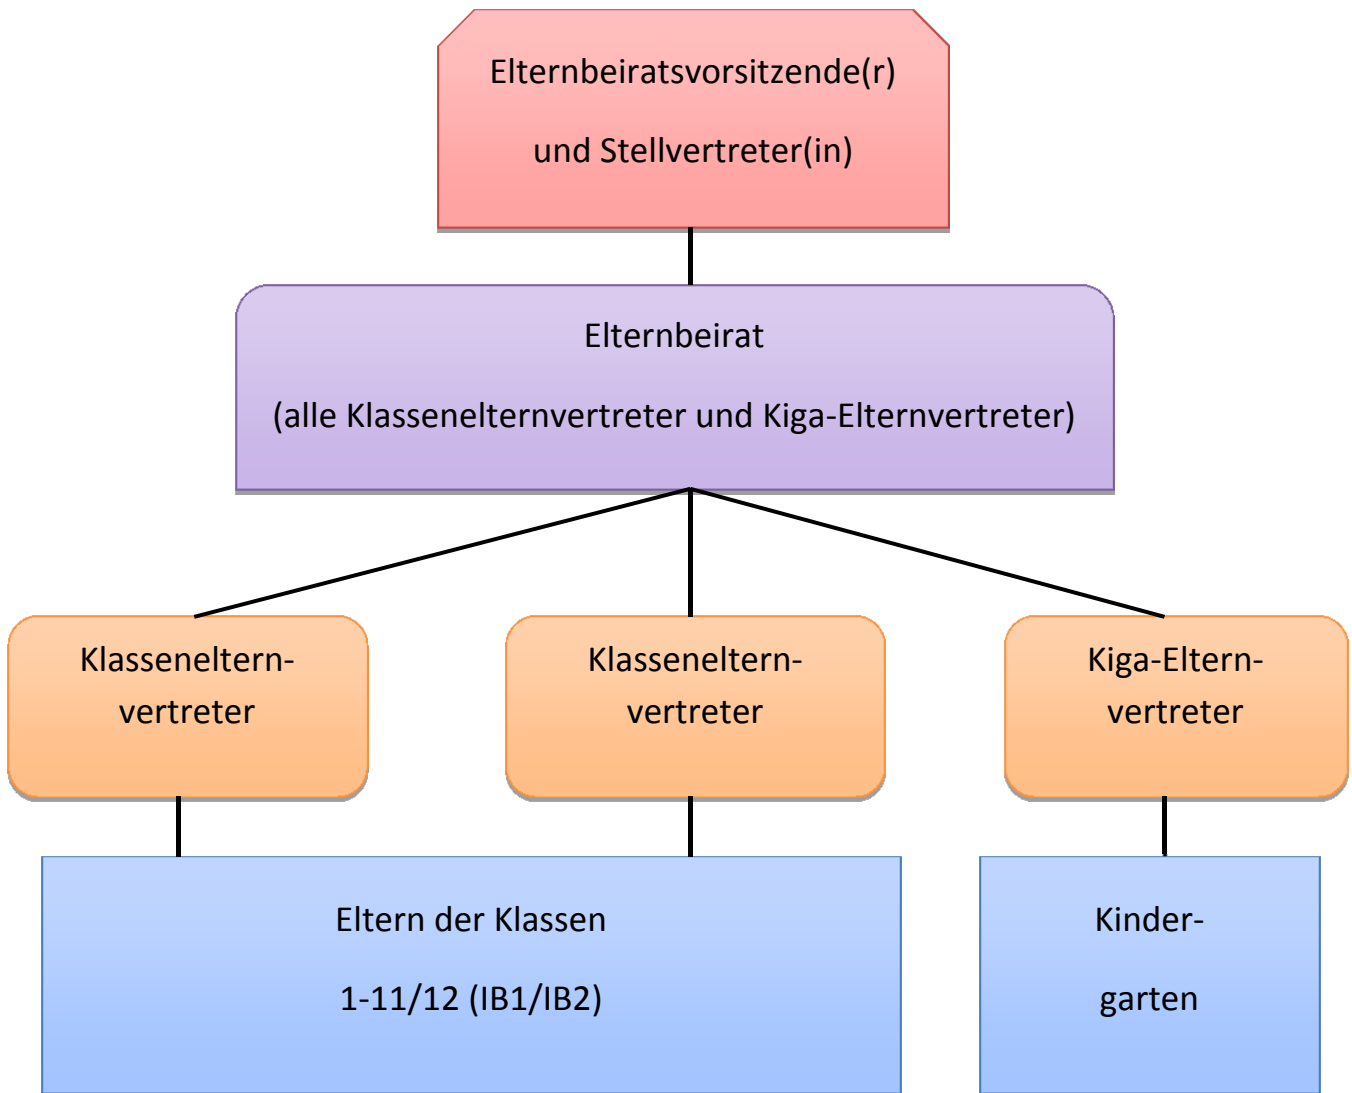 Elternbeiratsvorsitzende(r)
und Stellvertreter(in)
Elternbeirat
(alle Klassenelternvertreter und Kiga-Elternvertreter)
Klasseneltern-
vertreter
Klasseneltern-
vertreter
Kiga-Eltern-
vertreter
Eltern der Klassen
1-11/12 (IB1/IB2)
Kinder-
garten